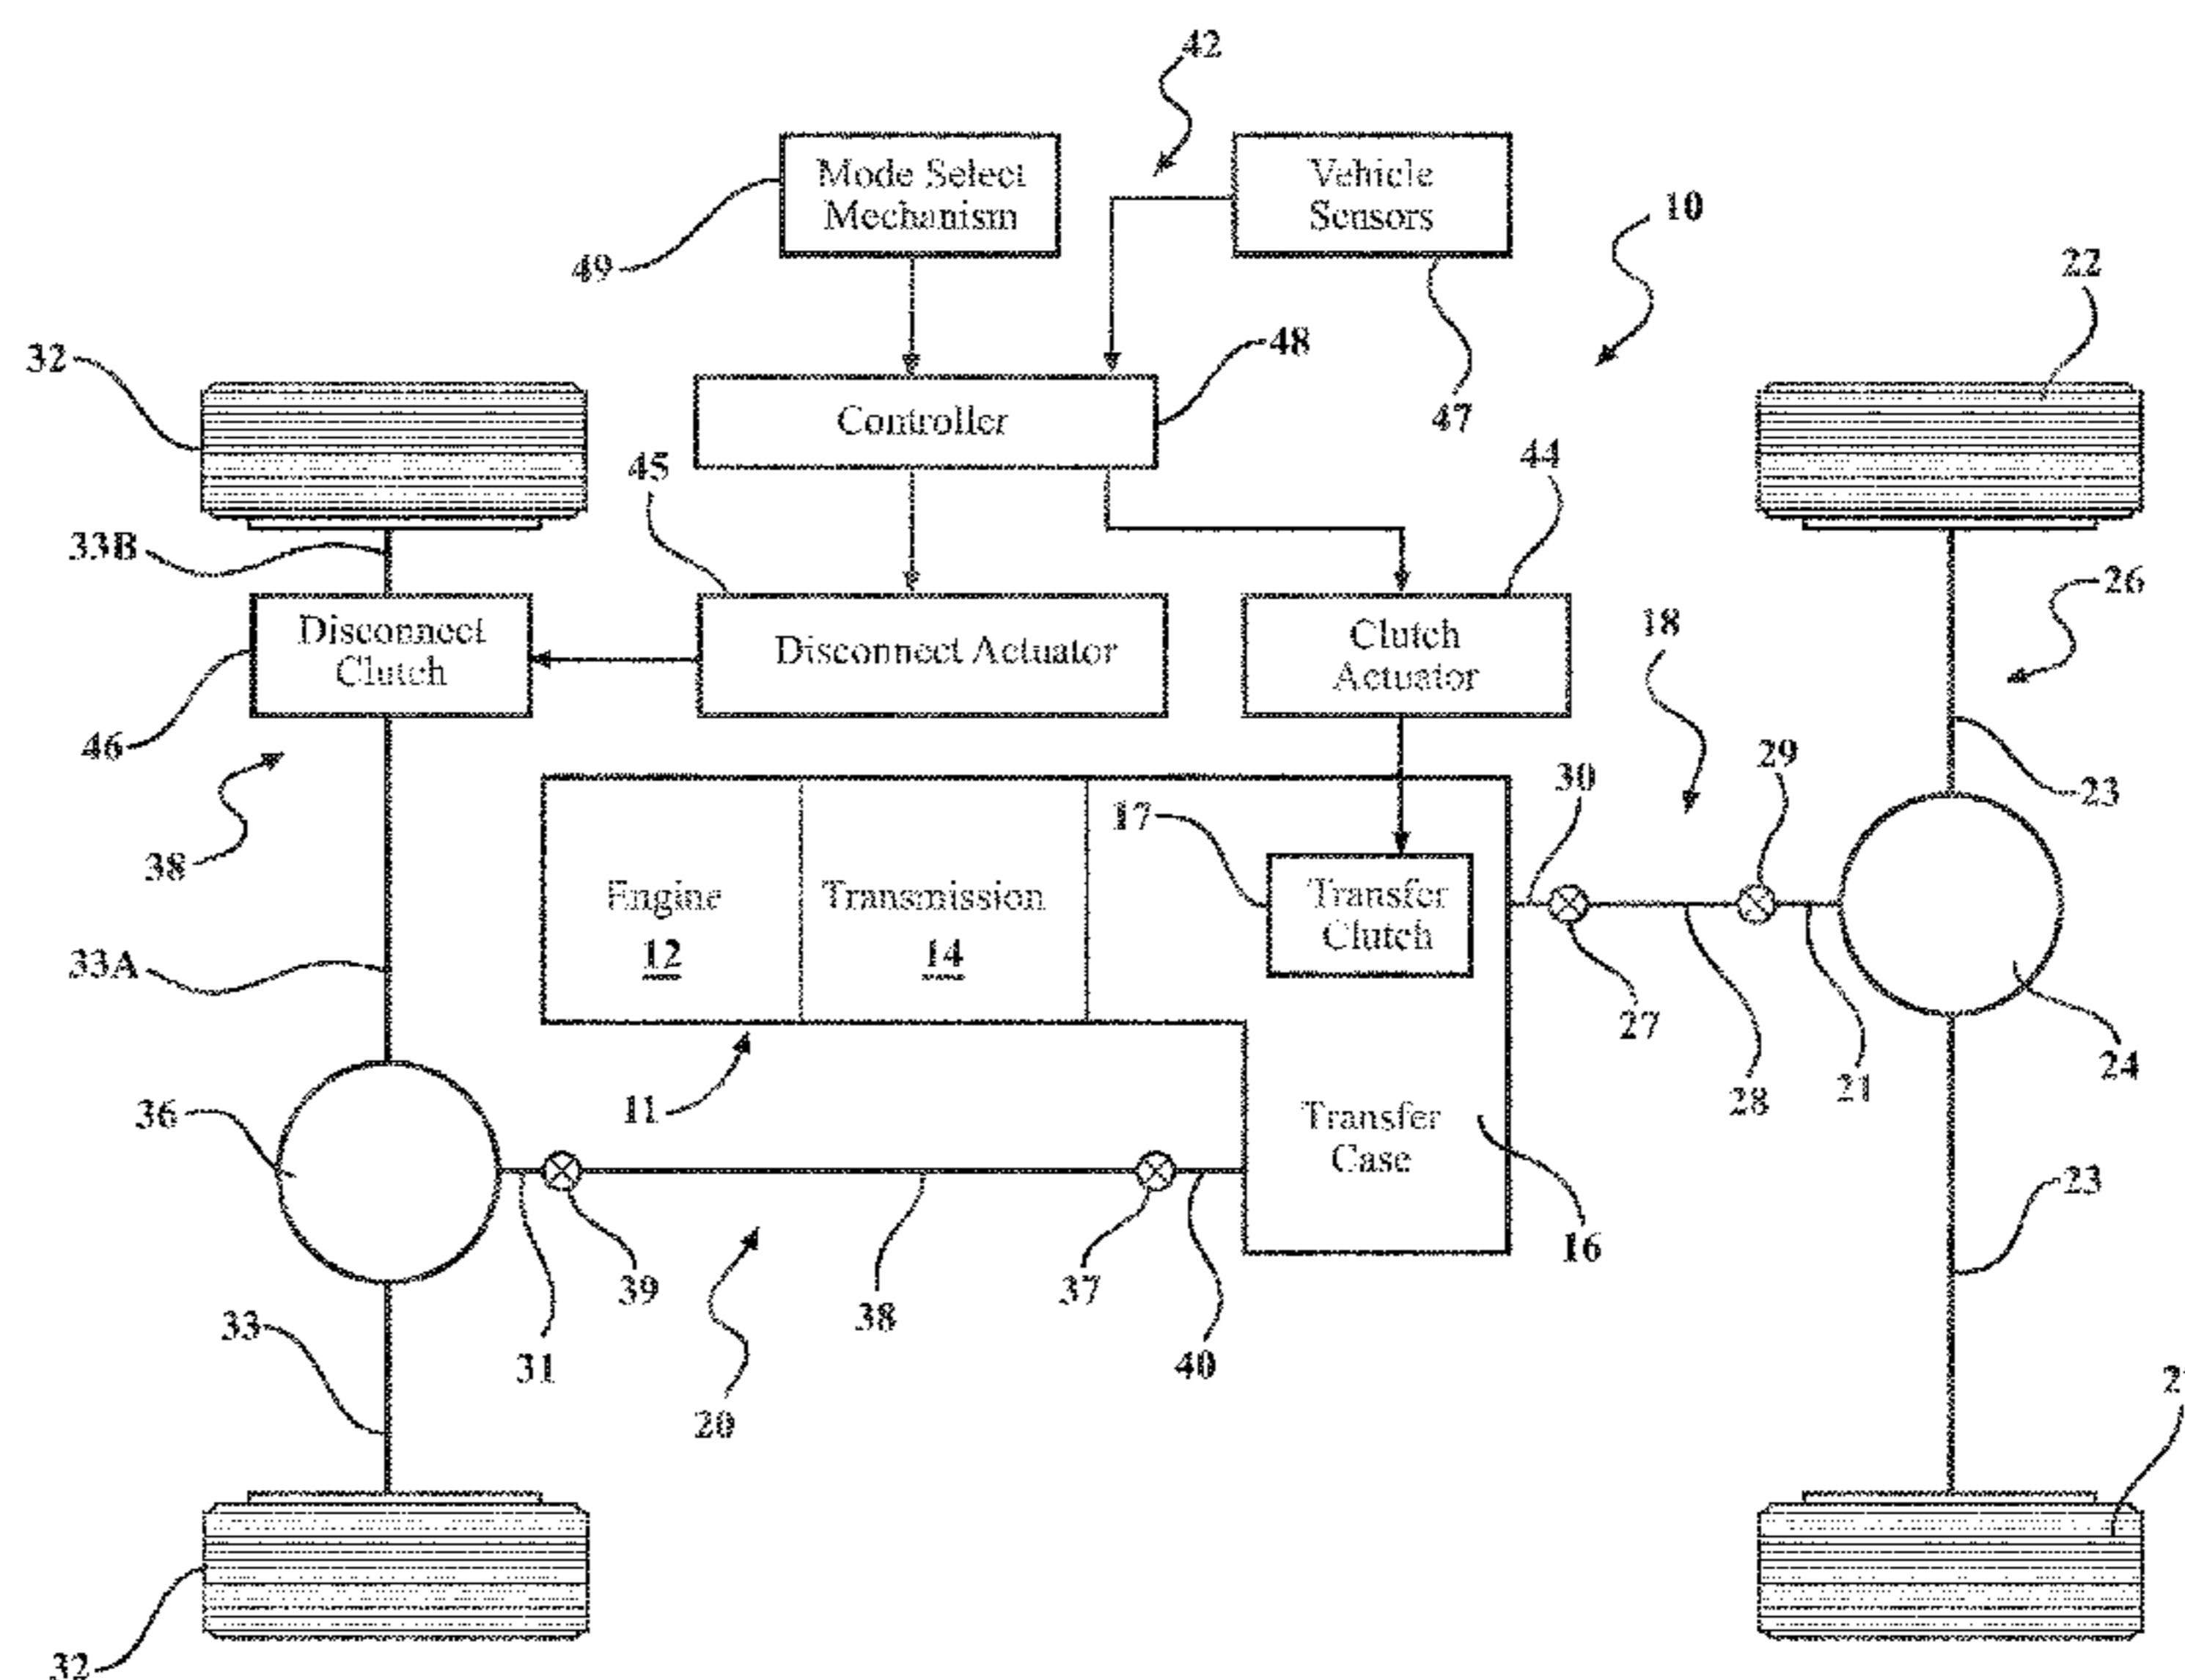 42
Mode Select
Mechanism
Vehicle
Sensors
10
49
22
32
48
Controller
47
45
44
33B
26
Disconnect
Clutch
Disconnect Actuator
Clutch
Actuator
18
46
29
30
23
17
38
Engine
12
Transmission
14
Transfer
Clutch
33A
27
24
28
21
36
11
Transfer
Case
23
16
39
38
37
33
31
40
20
32